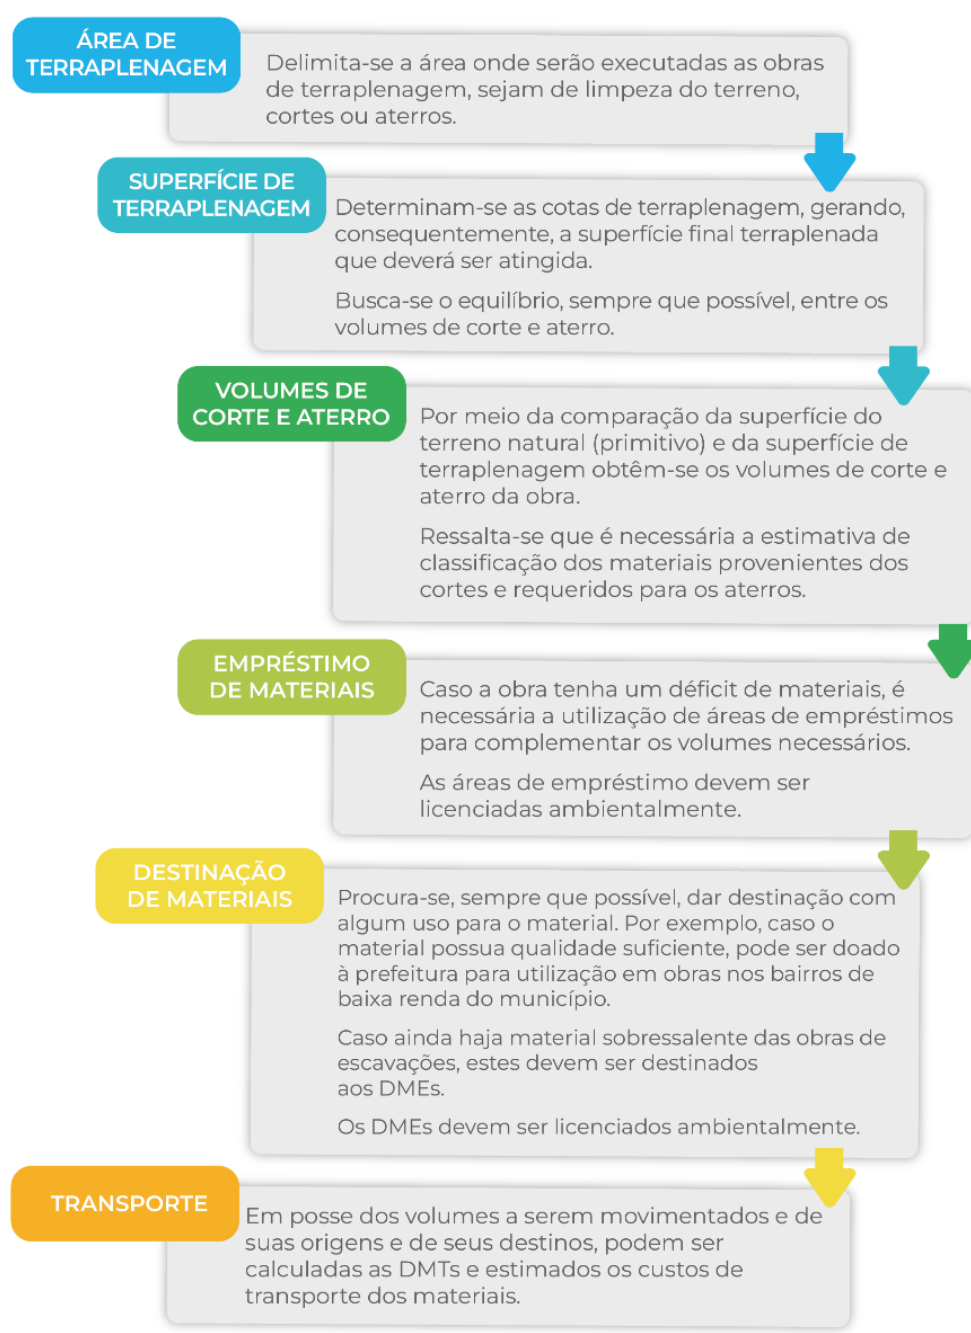 ÁREA DE
TERRAPLENAGEM
Delimita-se a área onde serão executadas as obras
de terraplenagem, sejam de limpeza do terreno,
cortes ou aterros.
SUPERFÍCIE DE
TERRAPLENAGEM
Determinam-se as cotas de terraplenagem, gerando,
consequentemente, a superfície final terraplenada
que deverá ser atingida.
Busca-se o equilíbrio, sempre que possível, entre os
volumes de corte e aterro.
VOLUMES DE
CORTE E ATERRO
Por meio da comparação da superfície do
terreno natural (primitivo) e da superfície de
terraplenagem obtêm-se os volumes de corte e
aterro da obra.
Ressalta-se que é necessária a estimativa de
classificação dos materiais provenientes dos
cortes e requeridos para os aterros.
EMPRÉSTIMO
DE MATERIAIS
Caso a obra tenha um déficit de materiais, é
necessária a utilização de áreas de empréstimos
para complementar os volumes necessários.
As áreas de empréstimo devem ser
licenciadas ambientalmente.
DESTINAÇÃO
DE MATERIAIS
Procura-se, sempre que possível, dar destinação com
algum uso para o material. Por exemplo, caso o
material possua qualidade suficiente, pode ser doado
à prefeitura para utilização em obras nos bairros de
baixa renda do município.
Caso ainda haja material sobressalente das obras de
escavações, estes devem ser destinados
aos DMEs.
Os DMEs devem ser licenciados ambientalmente.
TRANSPORTE
Em posse dos volumes a serem movimentados e de
suas origens e de seus destinos, podem ser
calculadas as DMTs e estimados os custos de
transporte dos materiais.